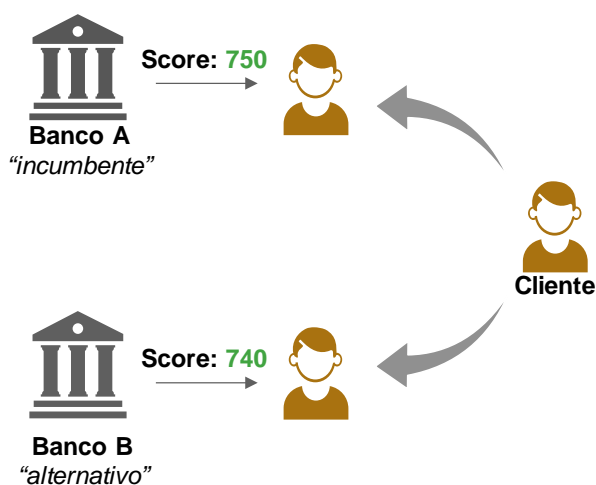 Score: 750
Banco A
“incumbente”
Cliente
Score: 740
Banco B
“alternativo”